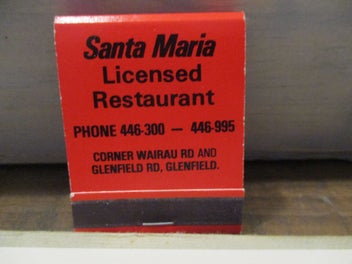 Santa Maria
Licensed
Restaurant
PHONE 446-300 — 446-995
CORNER WAIRAU RD AND
GLENFIELD RD, GLENFIELD.